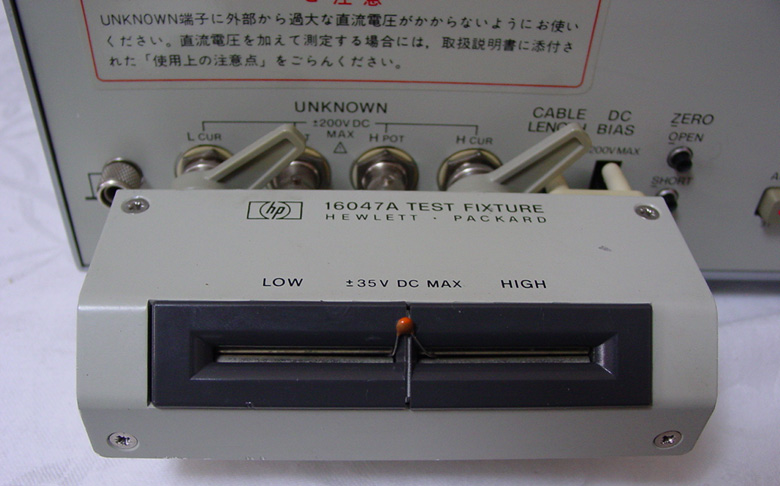 ご注意
UNKNOWN端子に外部から過大な直流電圧がかからないようにお使い
ください。直流電圧を加えて測定する場合には，取扱説明書に添付さ
れた「使用上の注意点」をごらんください。
UNKNOWN
±200V DC
MAX
L CUR
H POT
H CUR
CABLE
LENGTH
DC
BIAS
200V MAX
ZERO
OPEN
SHORT
hp 16047A TEST FIXTURE
HEWLETT · PACKARD
LOW ±35V DC MAX HIGH